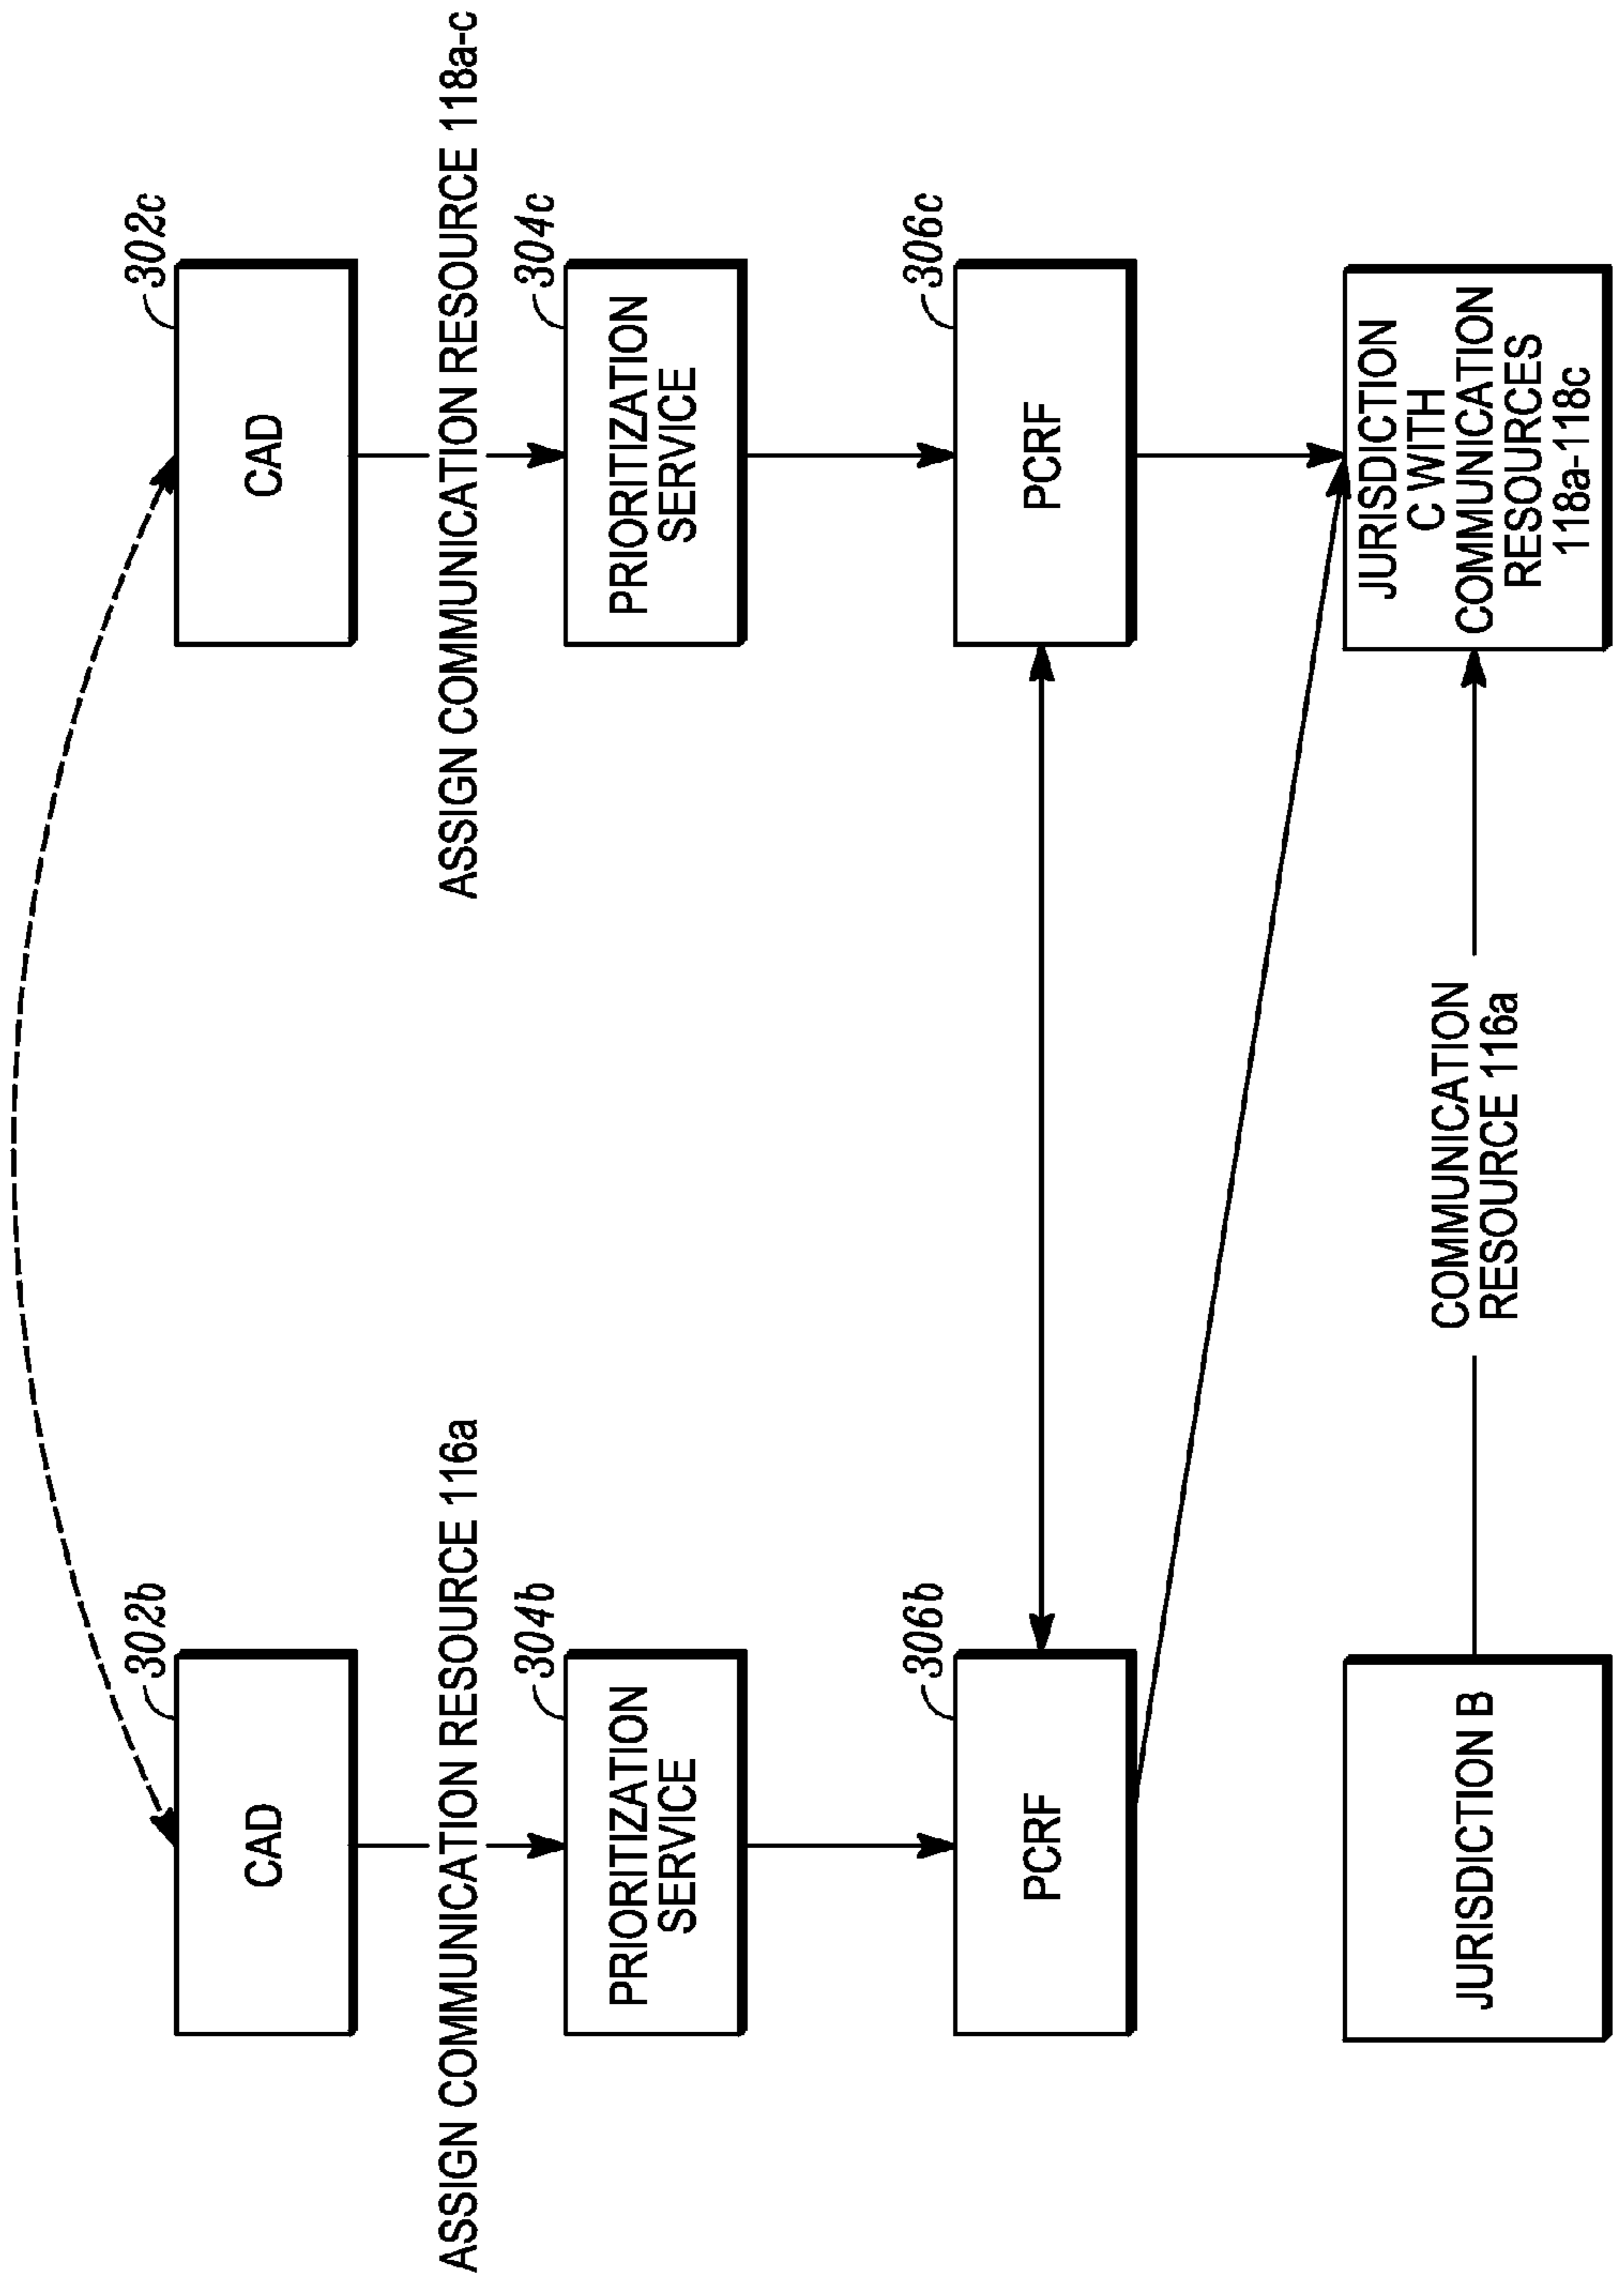 302b
CAD
302c
CAD
ASSIGN COMMUNICATION RESOURCE 116a
ASSIGN COMMUNICATION RESOURCE 118a-c
304b
PRIORITIZATION
SERVICE
304c
PRIORITIZATION
SERVICE
306b
PCRF
306c
PCRF
JURISDICTION B
COMMUNICATION
RESOURCE 116a
JURISDICTION
C WITH
COMMUNICATION
RESOURCES
118a-118c